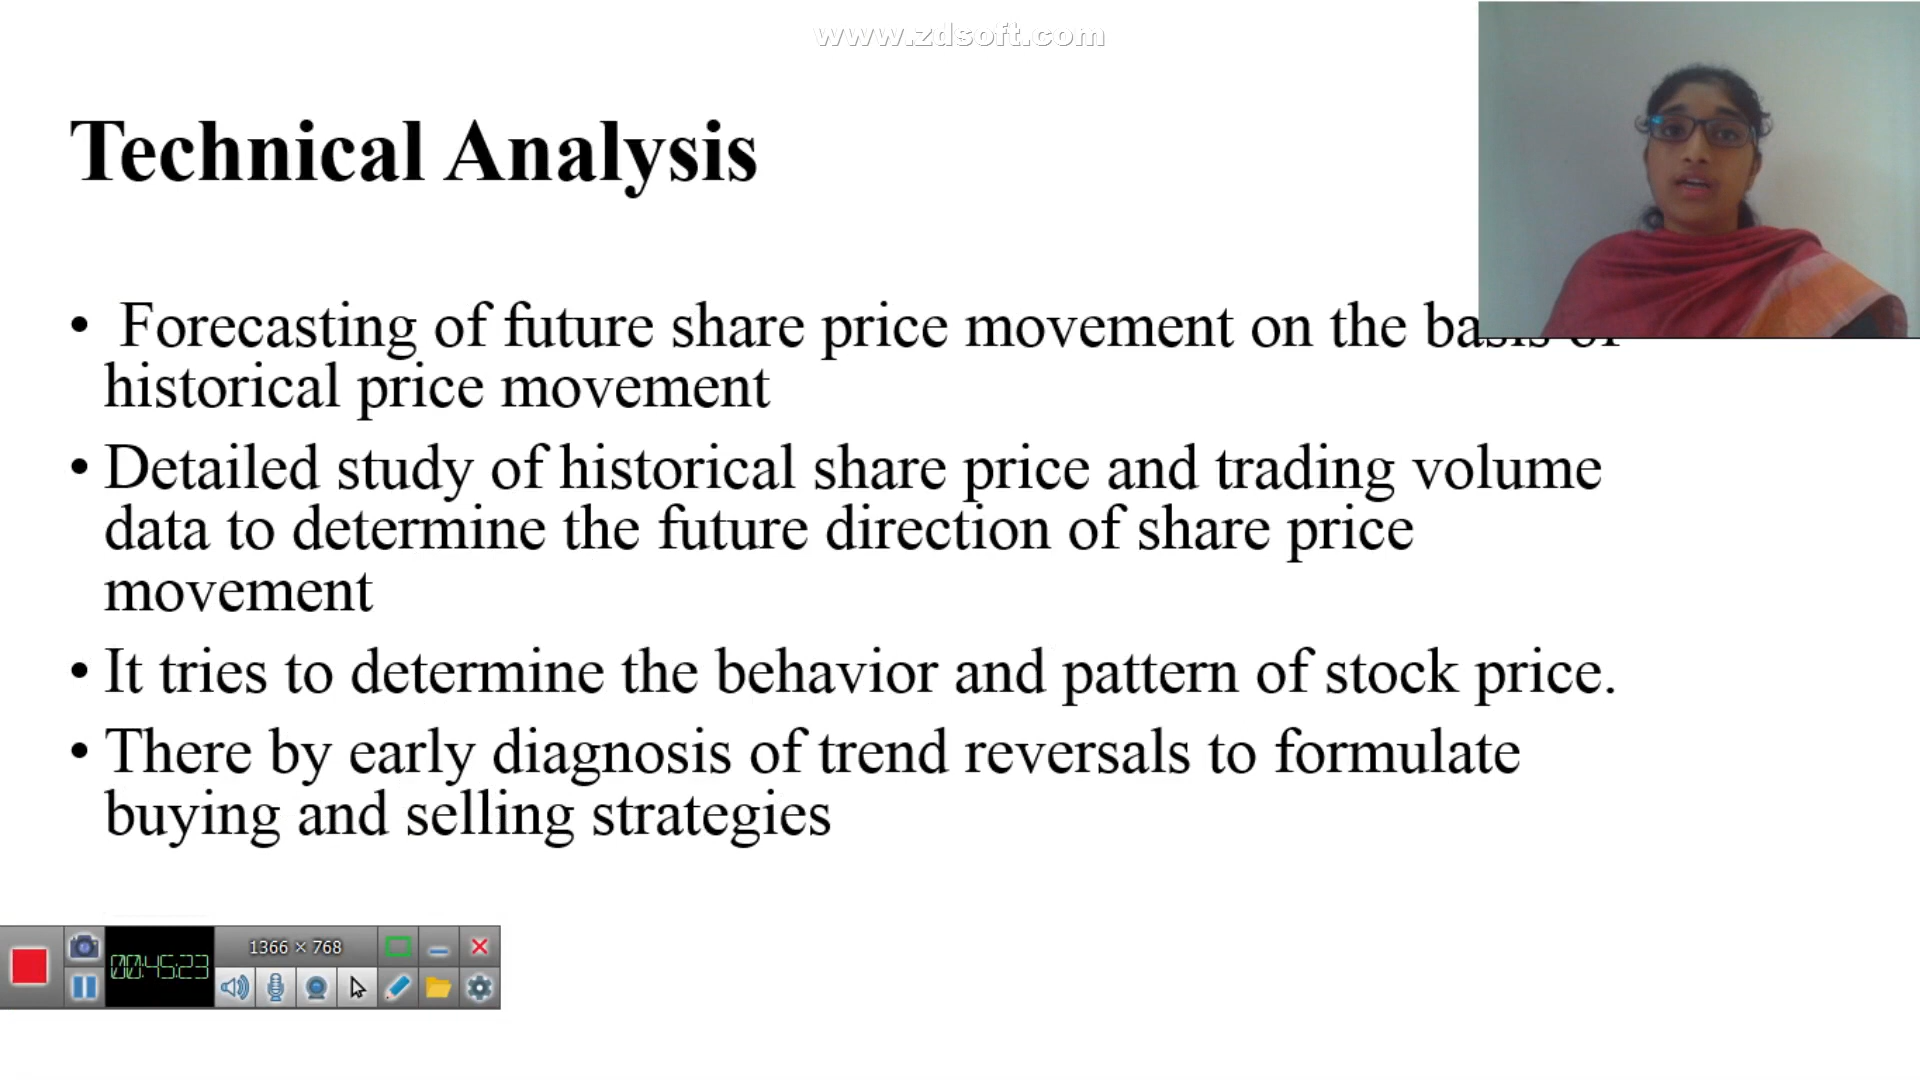 www.zdsoft.com
Technical Analysis
• Forecasting of future share price movement on the basis of
historical price movement
• Detailed study of historical share price and trading volume
data to determine the future direction of share price
movement
• It tries to determine the behavior and pattern of stock price.
• There by early diagnosis of trend reversals to formulate
buying and selling strategies
1366 × 768
00:45:23